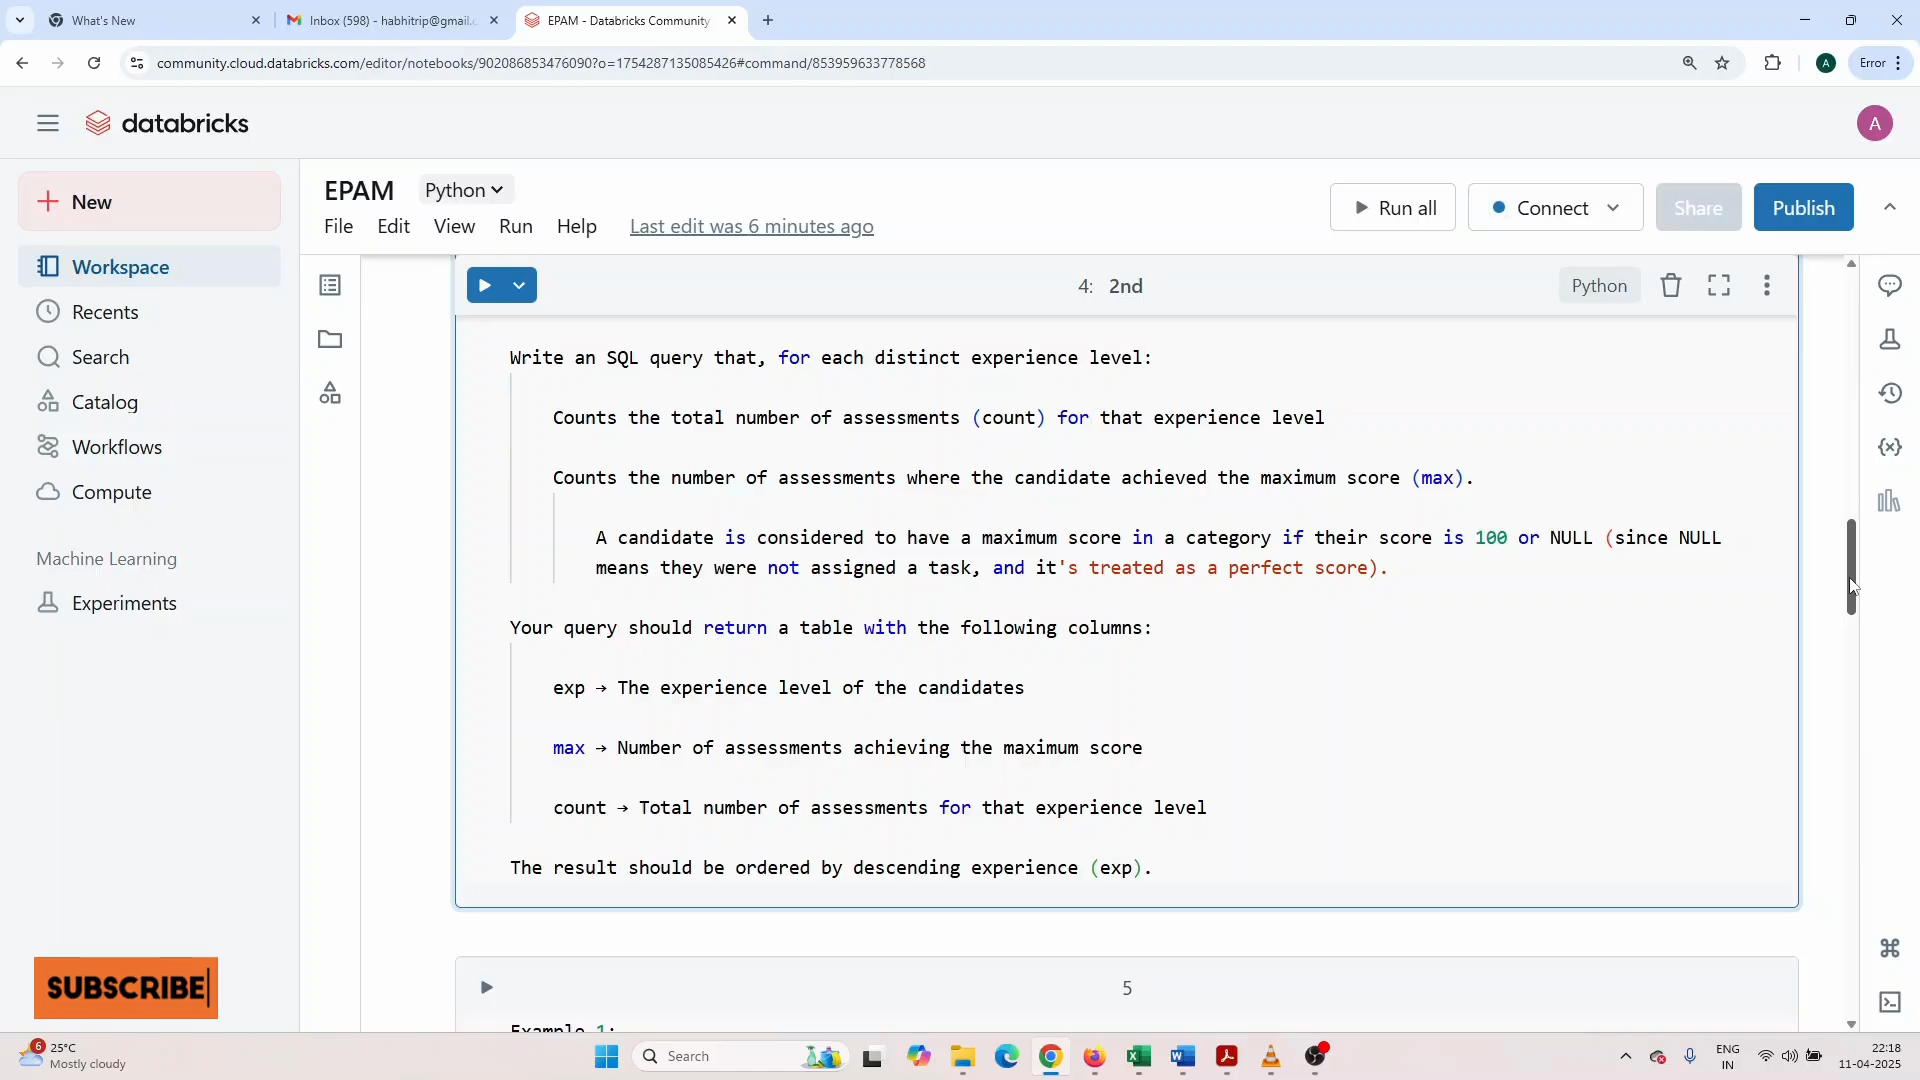 What's New
Inbox (598) - habhitrip@gmail.c
EPAM - Databricks Community
community.cloud.databricks.com/editor/notebooks/902086853476090?o=1754287135085426#command/853959633778568
A
Error
databricks
A
New
Workspace
Recents
Search
Catalog
Workflows
Compute
Machine Learning
Experiments
EPAM
Python
File Edit View Run Help Last edit was 6 minutes ago
Run all
Connect
Share
Publish
4: 2nd
Python
Write an SQL query that, for each distinct experience level:
Counts the total number of assessments (count) for that experience level
Counts the number of assessments where the candidate achieved the maximum score (max).
A candidate is considered to have a maximum score in a category if their score is 100 or NULL (since NULL
means they were not assigned a task, and it's treated as a perfect score).
Your query should return a table with the following columns:
exp → The experience level of the candidates
max → Number of assessments achieving the maximum score
count → Total number of assessments for that experience level
The result should be ordered by descending experience (exp).
5
Example 1:
SUBSCRIBE
6
25°C
Mostly cloudy
Search
ENG
IN
22:18
11-04-2025